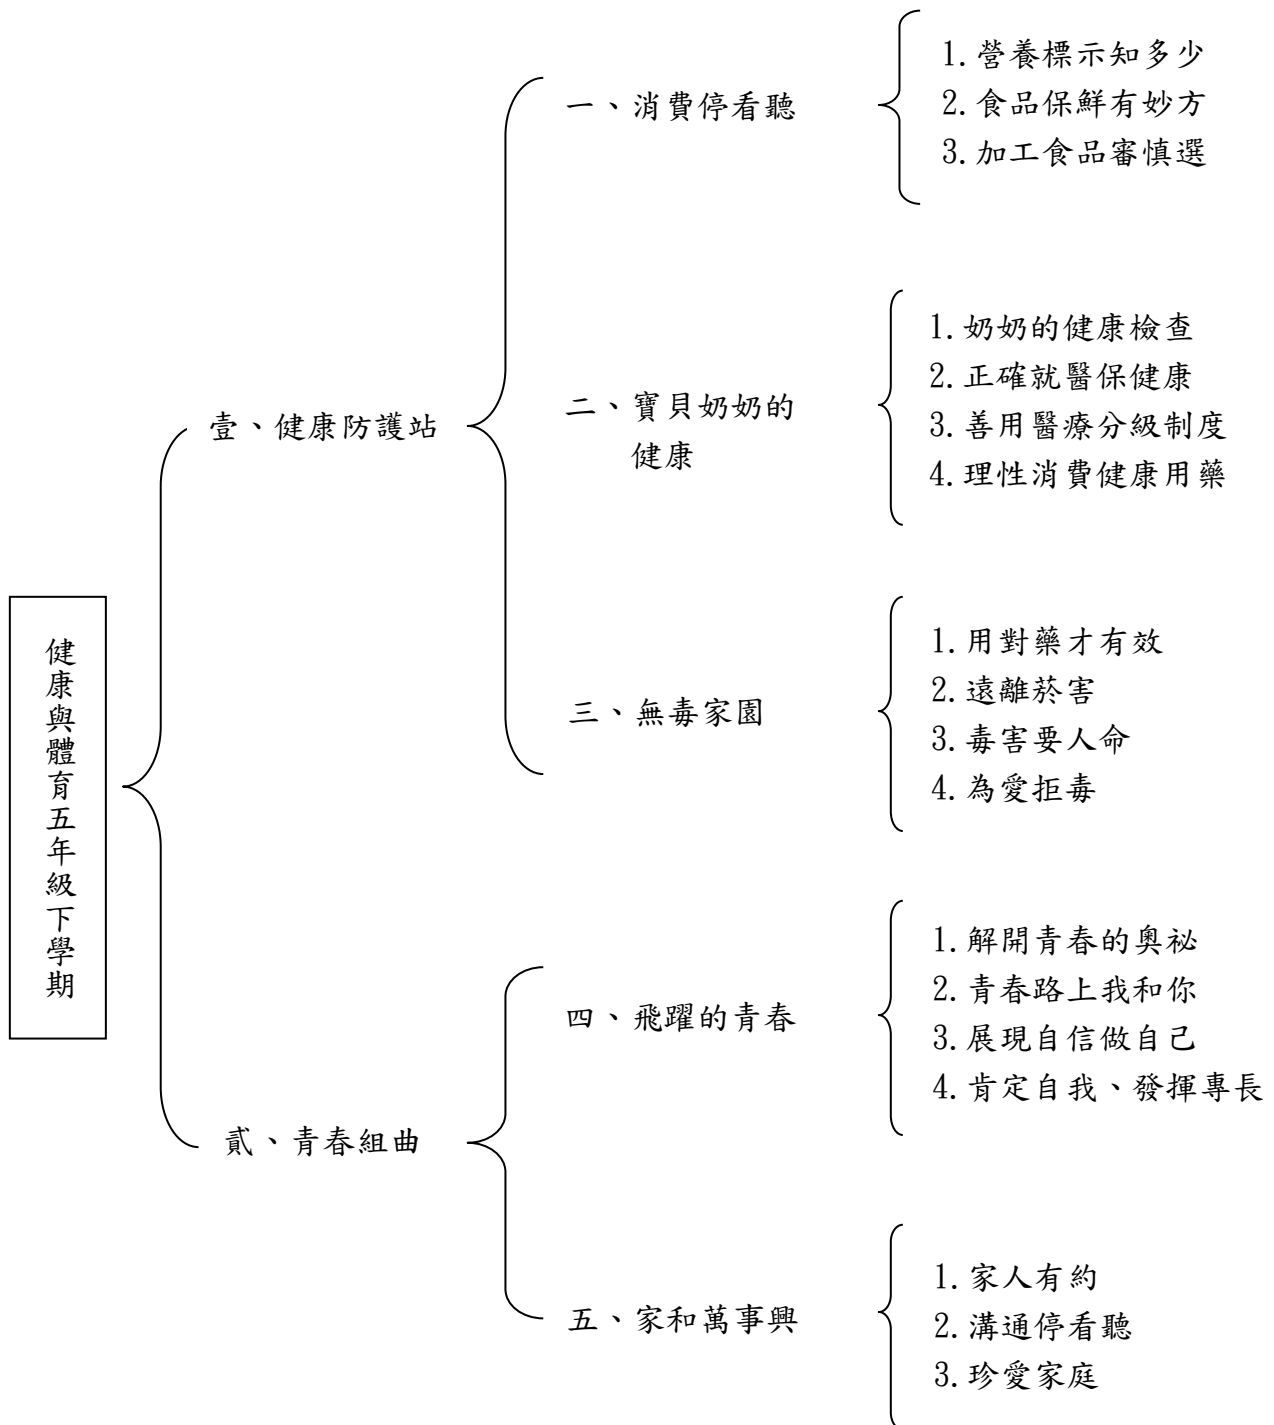 健康與體育五年級下學期
壹、健康防護站
一、消費停看聽
1.營養標示知多少
2.食品保鮮有妙方
3.加工食品審慎選
二、寶貝奶奶的
健康
1.奶奶的健康檢查
2.正確就醫保健康
3.善用醫療分級制度
4.理性消費健康用藥
三、無毒家園
1.用對藥才有效
2.遠離菸害
3.毒害要人命
4.為愛拒毒
貳、青春組曲
四、飛躍的青春
1.解開青春的奧祕
2.青春路上我和你
3.展現自信做自己
4.肯定自我、發揮專長
五、家和萬事興
1.家人有約
2.溝通停看聽
3.珍愛家庭